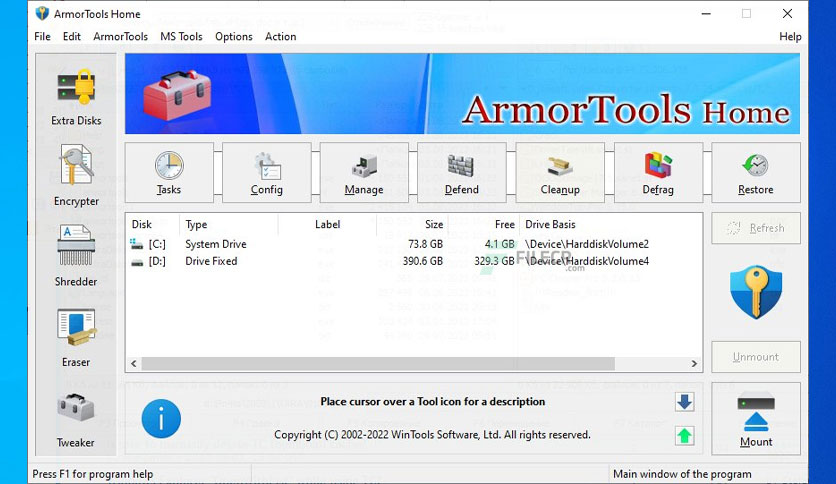 ArmorTools Home
File Edit ArmorTools MS Tools Options Action Help
ArmorTools Home
Extra Disks
Encrypter
Shredder
Eraser
Tweaker
Tasks Config Manage Defend Cleanup Defrag Restore
Disk Type Label Size Free Drive Basis
[C:] System Drive 73.8 GB 4.1 GB \Device\HarddiskVolume2
[D:] Drive Fixed 390.6 GB 329.3 GB \Device\HarddiskVolume4
FILECR
.com
Refresh
Unmount
Mount
Place cursor over a Tool icon for a description
Copyright (C) 2002-2022 WinTools Software, Ltd. All rights reserved.
Press F1 for program help Main window of the program